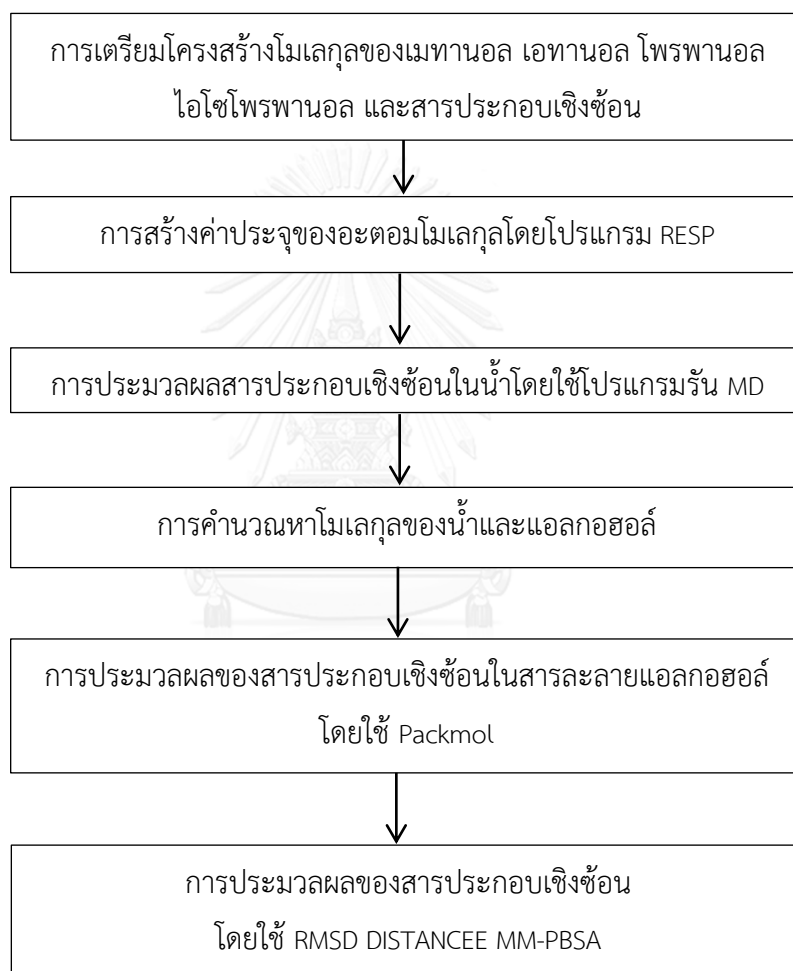 การเตรียมโครงสร้างโมเลกุลของเมทานอล เอทานอล โพรพานอล
ไอโซโพรพานอล และสารประกอบเชิงซ้อน
การสร้างค่าประจุของอะตอมโมเลกุลโดยโปรแกรม RESP
การประมวลผลสารประกอบเชิงซ้อนในน้ำโดยใช้โปรแกรมรัน MD
การคำนวณหาโมเลกุลของน้ำและแอลกอฮอล์
การประมวลผลของสารประกอบเชิงซ้อนในสารละลายแอลกอฮอล์
โดยใช้ Packmol
การประมวลผลของสารประกอบเชิงซ้อน
โดยใช้ RMSD DISTANCEE MM-PBSA